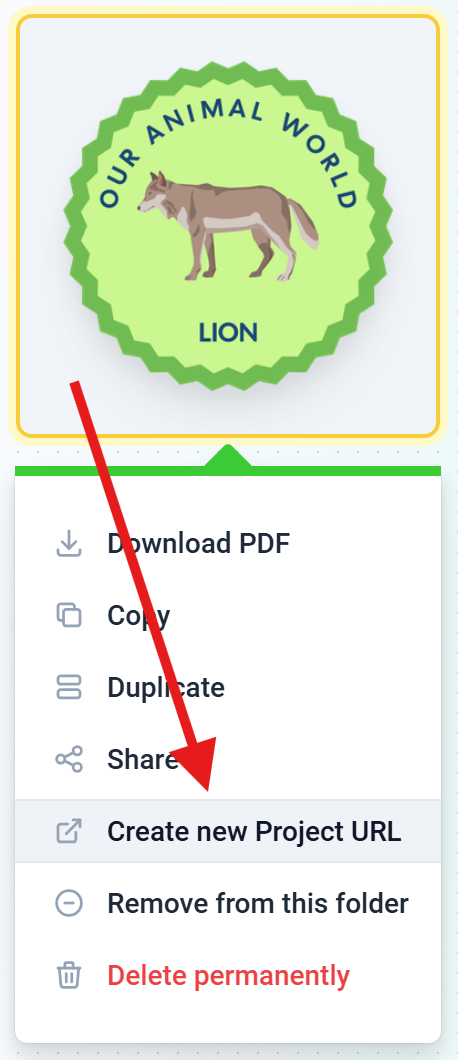 OUR ANIMAL WORLD
LION
Download PDF
Copy
Duplicate
Share
Create new Project URL
Remove from this folder
Delete permanently